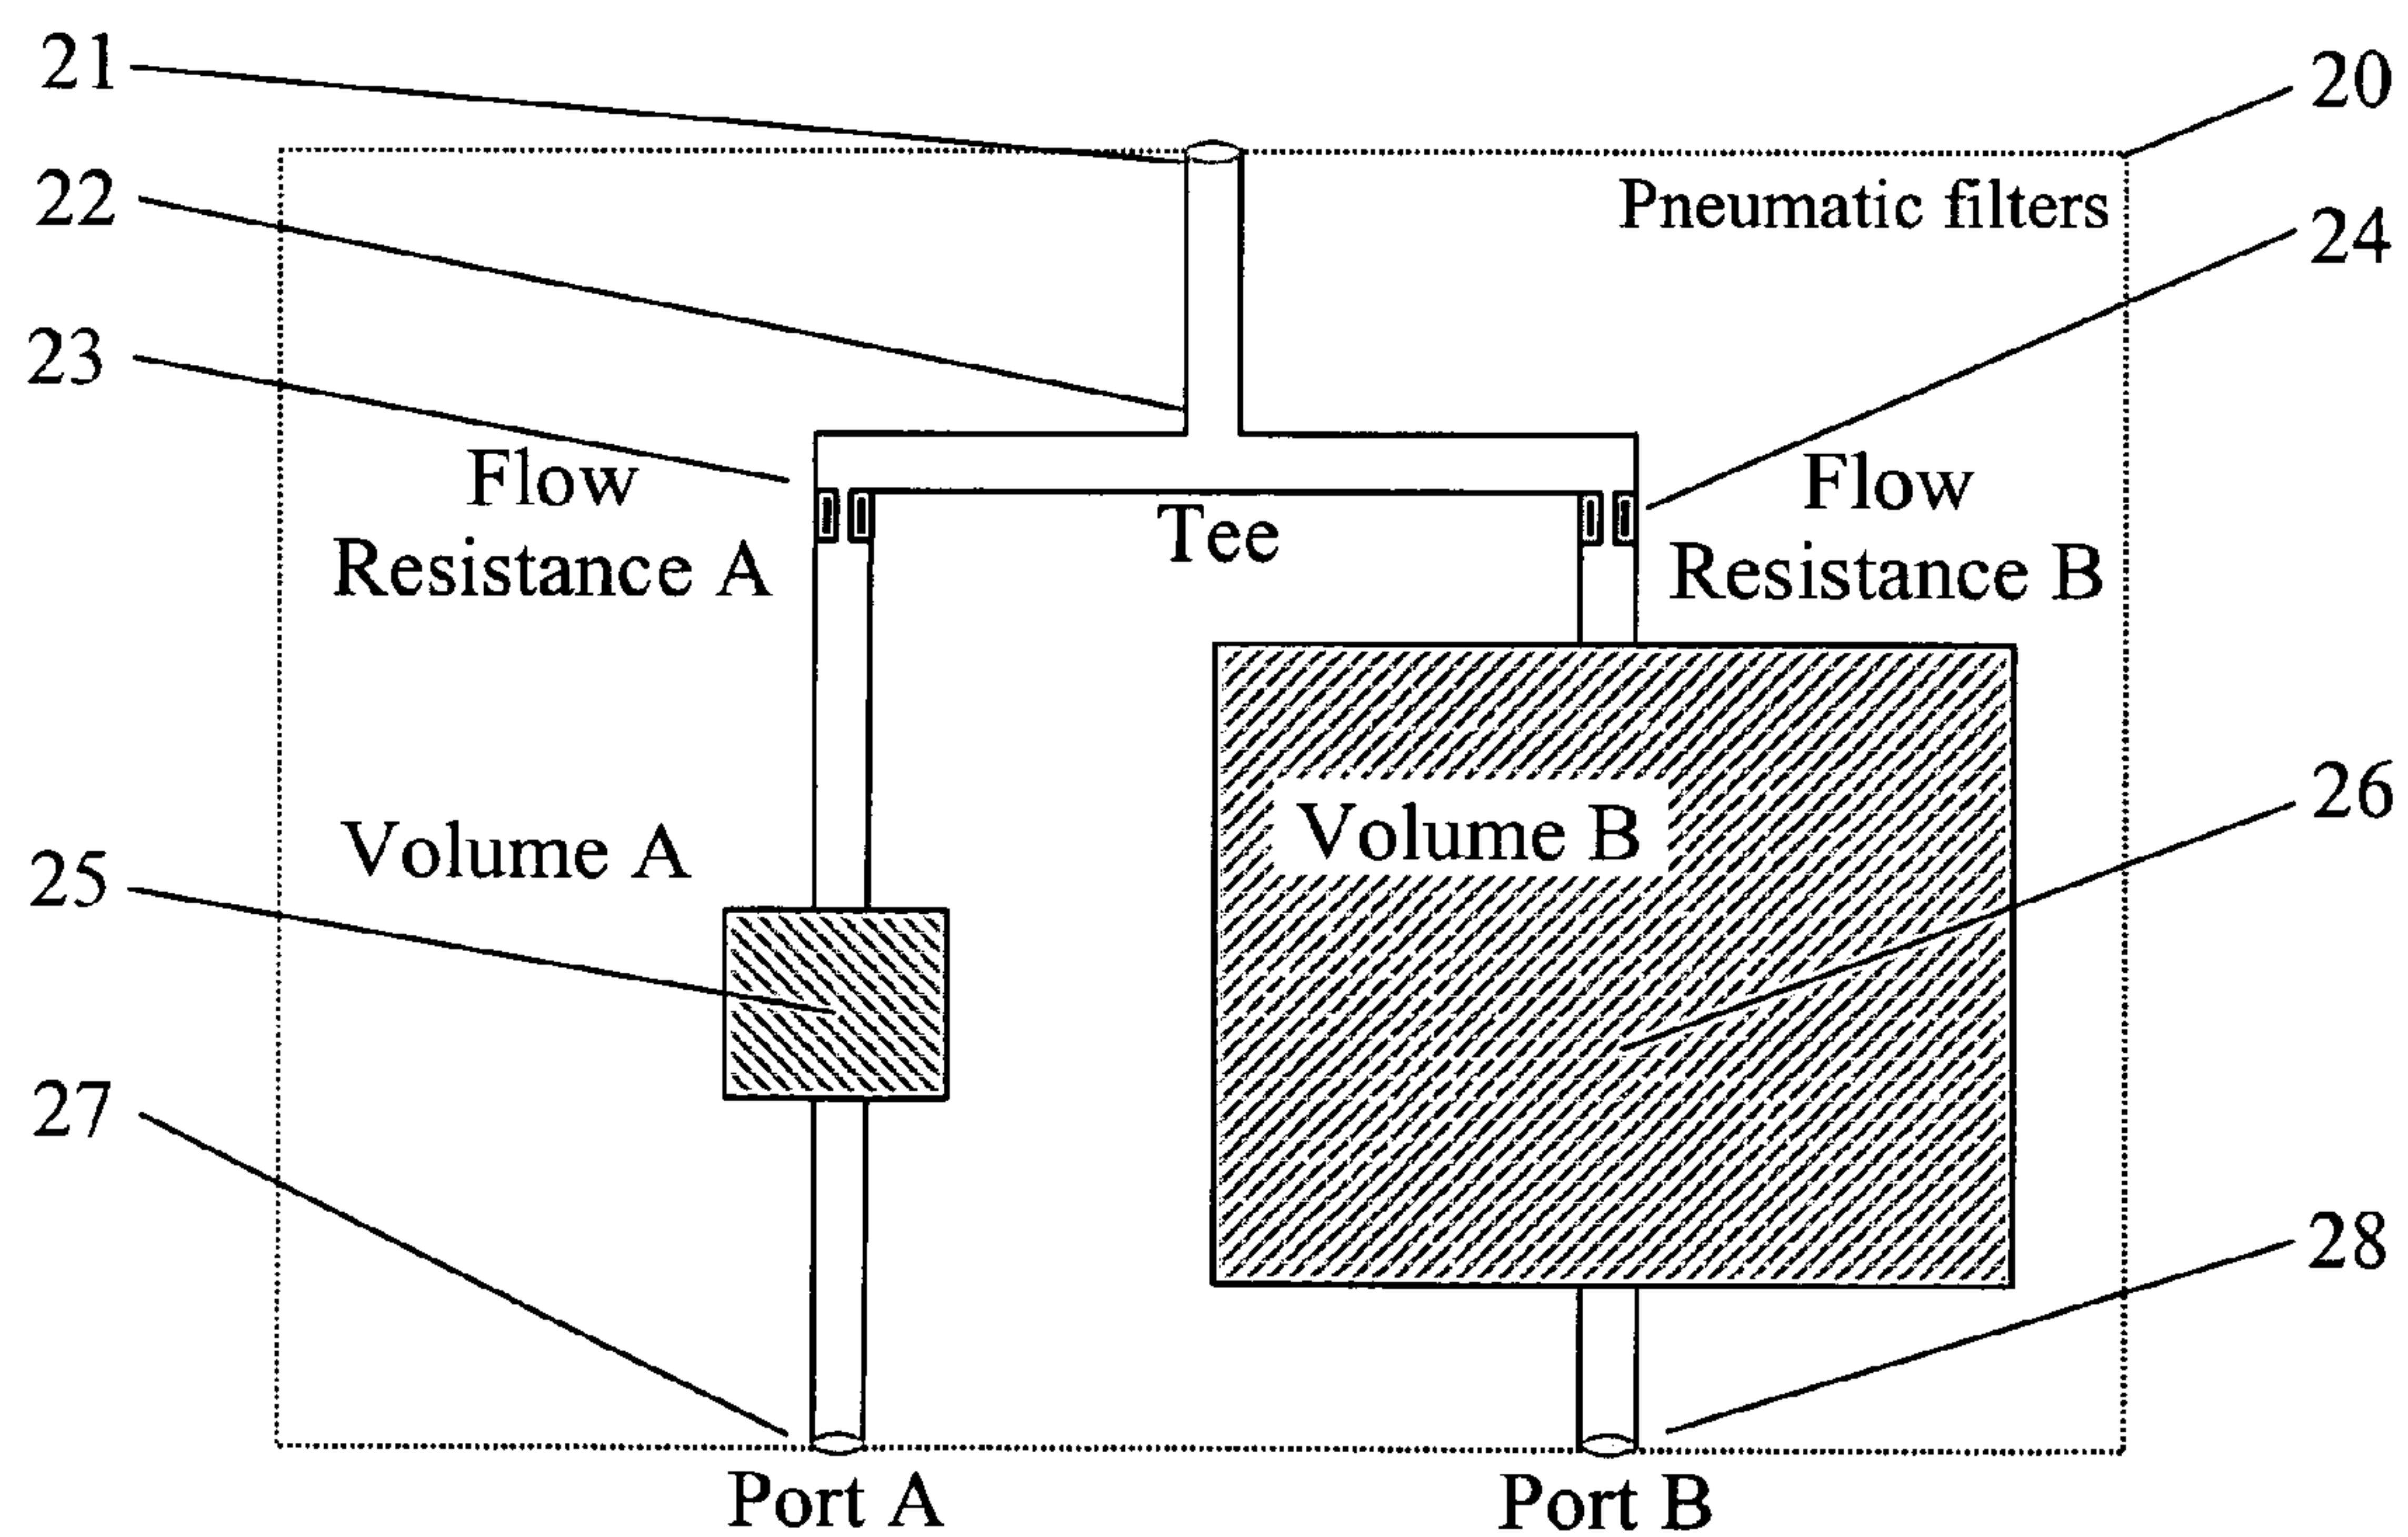 21
20
22
Pneumatic filters
24
23
Flow
Resistance A
Tee
Flow
Resistance B
Volume A
Volume B
25
26
27
28
Port A
Port B